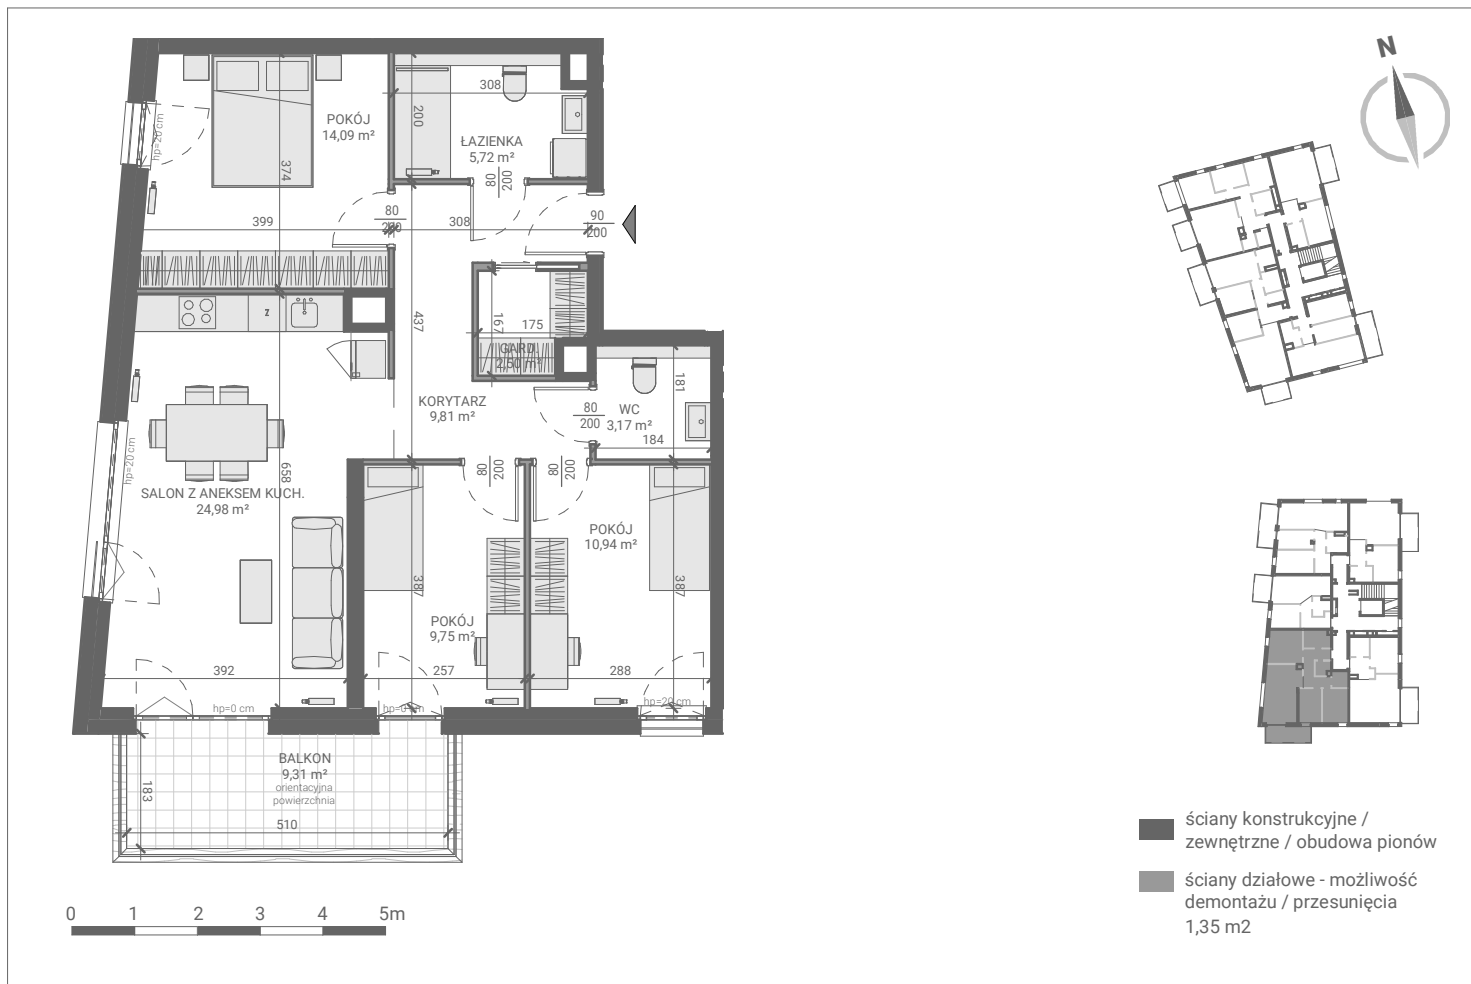 N
308
200
POKÓJ
14,09 m²
ŁAZIENKA
5,72 m²
hp=20 cm
374
80
200
399
80
200
308
90
200
Z
437
167
175
GARD.
2,50 m²
181
KORYTARZ
9,81 m²
80
200
WC
3,17 m²
184
hp=20 cm
658
SALON Z ANEKSEM KUCH.
24,98 m²
80
200
80
200
POKÓJ
10,94 m²
387
387
POKÓJ
9,75 m²
392
257
288
hp=0 cm
hp=0 cm
hp=20 cm
BALKON
9,31 m²
orientacyjna
powierzchnia
183
510
0 1 2 3 4 5m
ściany konstrukcyjne /
zewnętrzne / obudowa pionów
ściany działowe - możliwość
demontażu / przesunięcia
1,35 m2